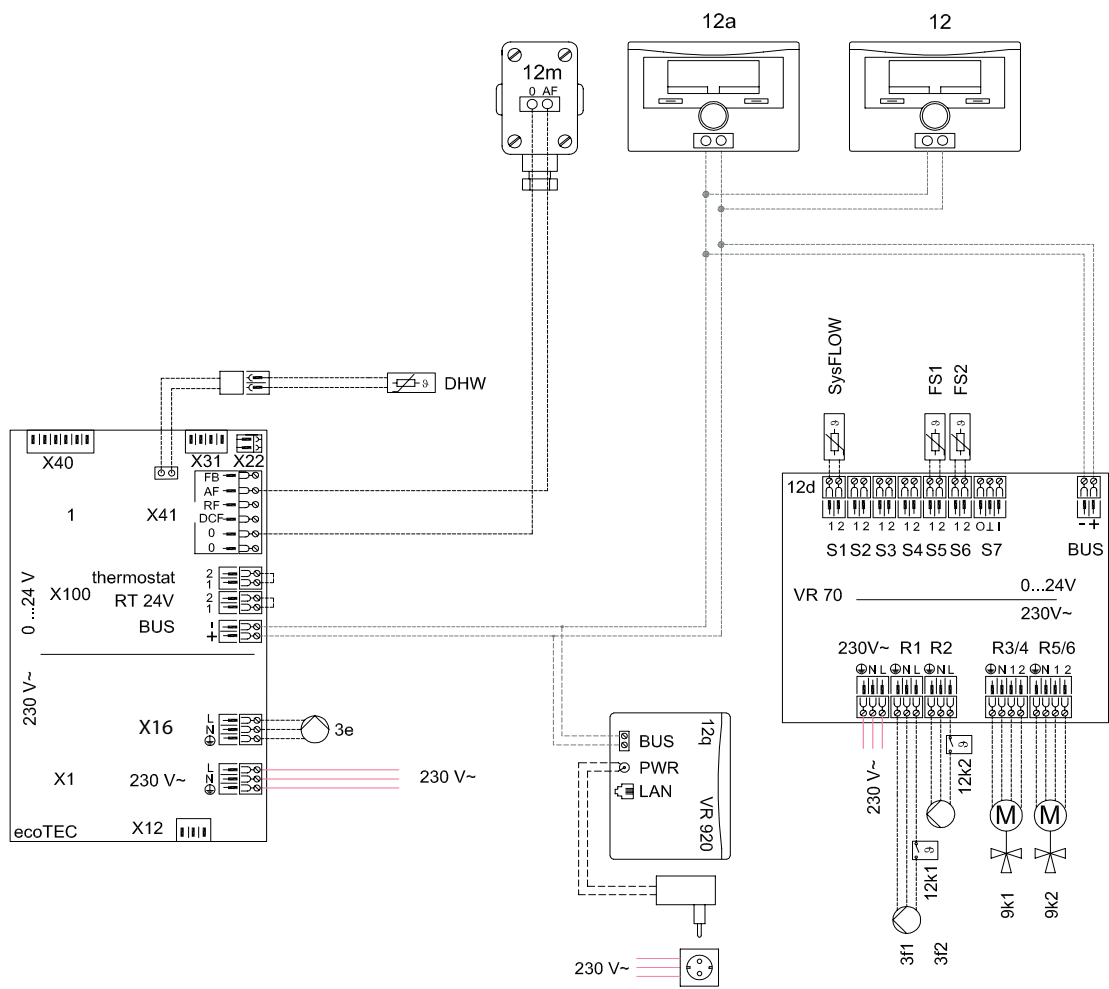 12a
12
12m
0 AF
SysFLOW
FS1
FS2
DHW
X40
X31
X22
1
X41
FB
AF
RF
DCF
0
0
0 ...24 V
X100
thermostat
2
1
RT 24V
2
1
BUS
-
+
230 V~
X16
L
N
3e
X1
230 V~
L
N
230 V~
X12
ecoTEC
12d
1 2
1 2
1 2
1 2
1 2
1 2
O ⊥ I
- +
S1 S2 S3 S4 S5 S6 S7
BUS
VR 70
0...24V
230V~
230V~ R1 R2 R3/4 R5/6
N L
N L
N L
N 1 2
N 1 2
230 V~
12k2
12k1
M
M
3f1
3f2
9k1
9k2
12q
BUS
PWR
LAN
VR 920
230 V~